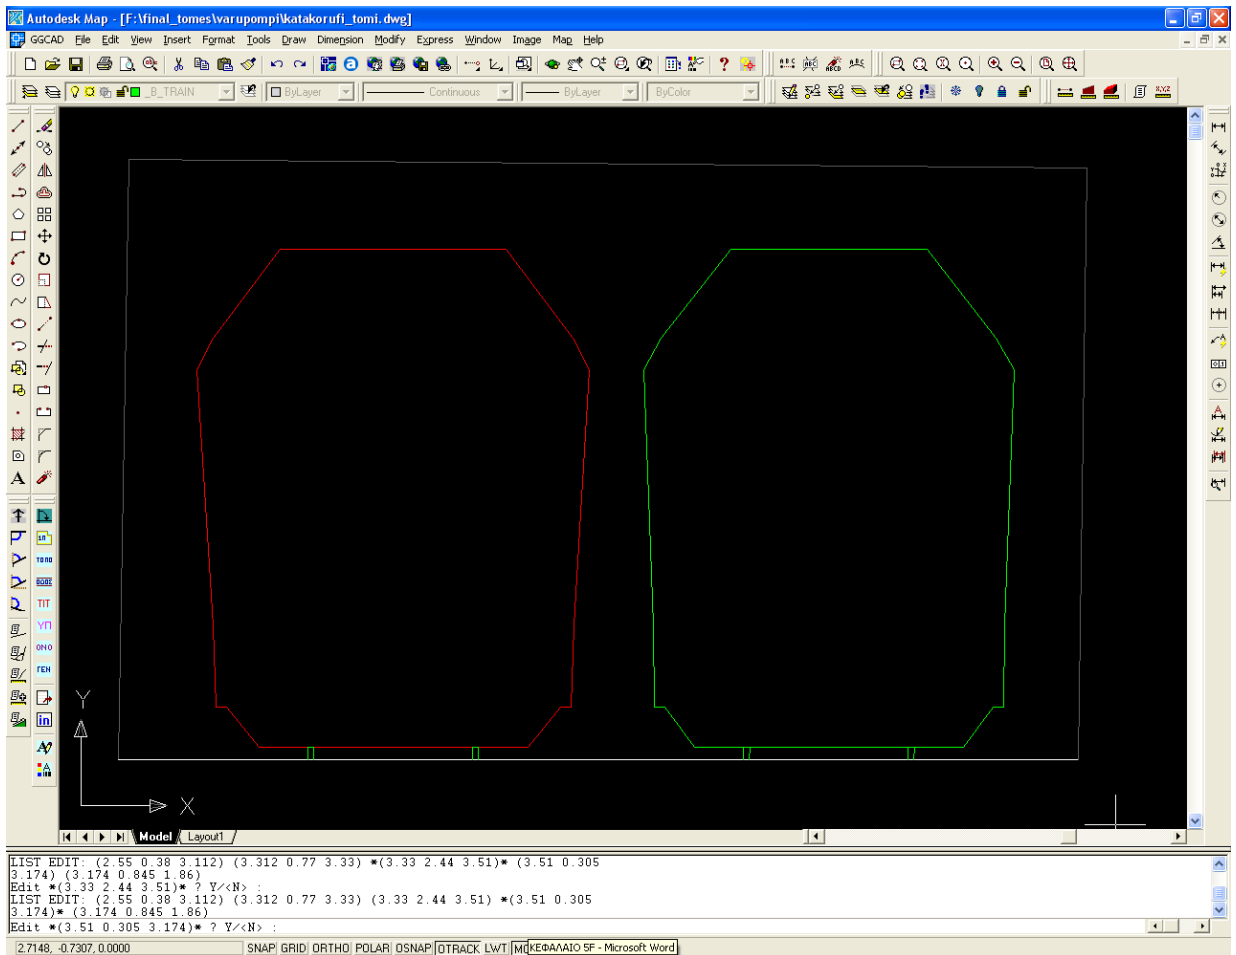 Autodesk Map - [F:\final_tomes\varupompi\katakorufi_tomi.dwg]
GGCAD File Edit View Insert Format Tools Draw Dimension Modify Express Window Image Map Help
_B_TRAIN ByLayer Continuous ByLayer ByColor
Y
X
Model Layout1
LIST EDIT: (2.55 0.38 3.112) (3.312 0.77 3.33) *(3.33 2.44 3.51)* (3.51 0.305
3.174) (3.174 0.845 1.86)
Edit *(3.33 2.44 3.51)* ? Y/<N> :
LIST EDIT: (2.55 0.38 3.112) (3.312 0.77 3.33) (3.33 2.44 3.51) *(3.51 0.305
3.174)* (3.174 0.845 1.86)
Edit *(3.51 0.305 3.174)* ? Y/<N> :
2.7148, -0.7307, 0.0000 SNAP GRID ORTHO POLAR OSNAP OTRACK LWT ΚΕΦΑΛΑΙΟ 5F - Microsoft Word